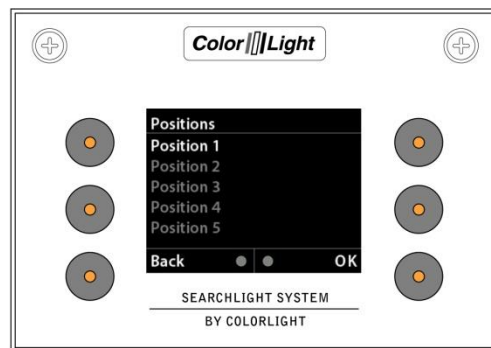 Color Light
Positions
Position 1
Position 2
Position 3
Position 4
Position 5
Back OK
SEARCHLIGHT SYSTEM
BY COLORLIGHT